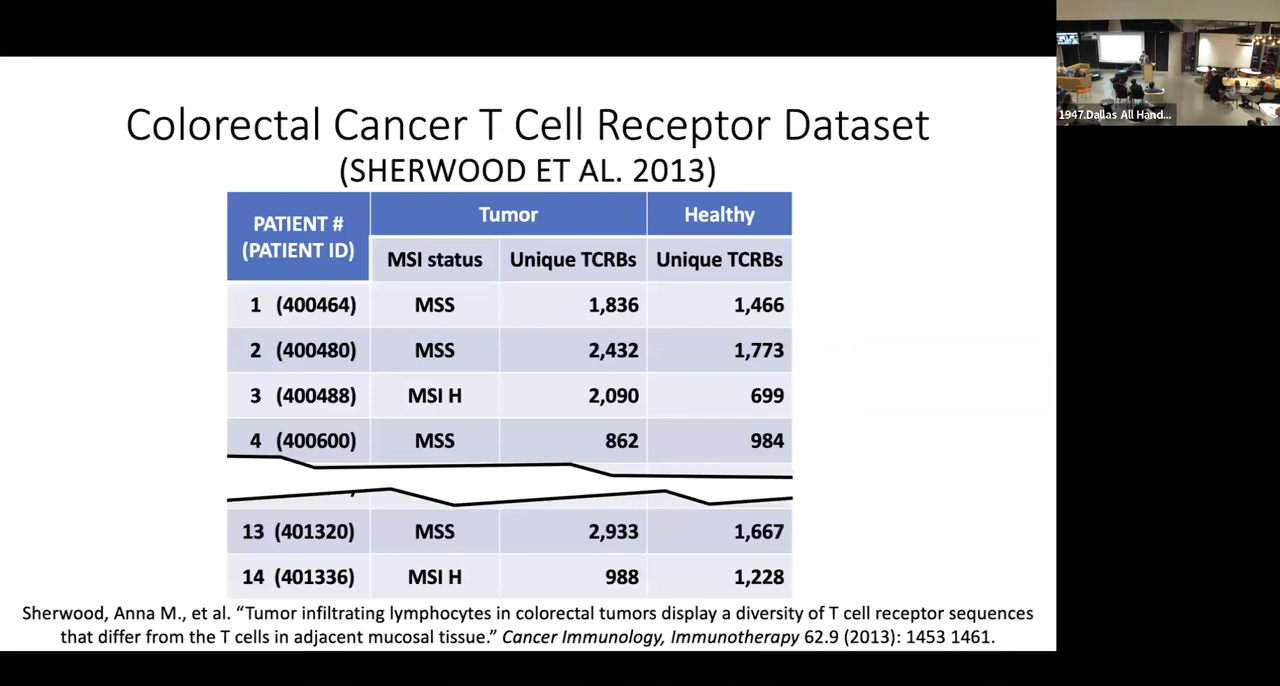 Colorectal Cancer T Cell Receptor Dataset
(SHERWOOD ET AL. 2013)
PATIENT # (PATIENT ID) Tumor Healthy
MSI status Unique TCRBs Unique TCRBs
1 (400464) MSS 1,836 1,466
2 (400480) MSS 2,432 1,773
3 (400488) MSI H 2,090 699
4 (400600) MSS 862 984
13 (401320) MSS 2,933 1,667
14 (401336) MSI H 988 1,228
Sherwood, Anna M., et al. “Tumor infiltrating lymphocytes in colorectal tumors display a diversity of T cell receptor sequences
that differ from the T cells in adjacent mucosal tissue.” Cancer Immunology, Immunotherapy 62.9 (2013): 1453 1461.
1947.Dallas All Hand...